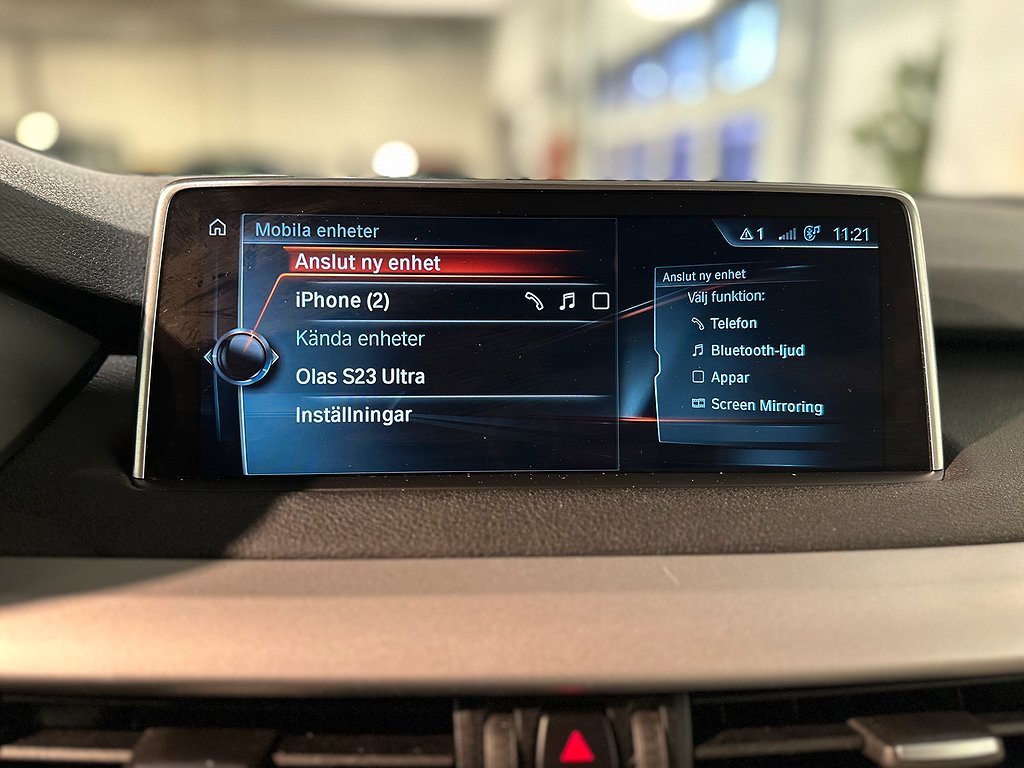 Mobila enheter
1 11:21
Anslut ny enhet
iPhone (2)
Kända enheter
Olas S23 Ultra
Inställningar
Anslut ny enhet
Välj funktion:
Telefon
Bluetooth-ljud
Appar
Screen Mirroring